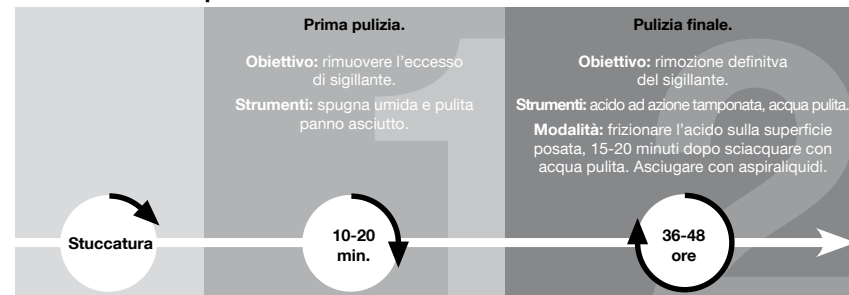 Prima pulizia.
Obiettivo: rimuovere l'eccesso
di sigillante.
Strumenti: spugna umida e pulita
panno asciutto.
Pulizia finale.
Obiettivo: rimozione definitva
del sigillante.
Strumenti: acido ad azione tamponata, acqua pulita.
Modalità: frizionare l'acido sulla superficie
posata, 15-20 minuti dopo sciacquare con
acqua pulita. Asciugare con aspiraliquidi.
1
2
Stuccatura
10-20
min.
36-48
ore